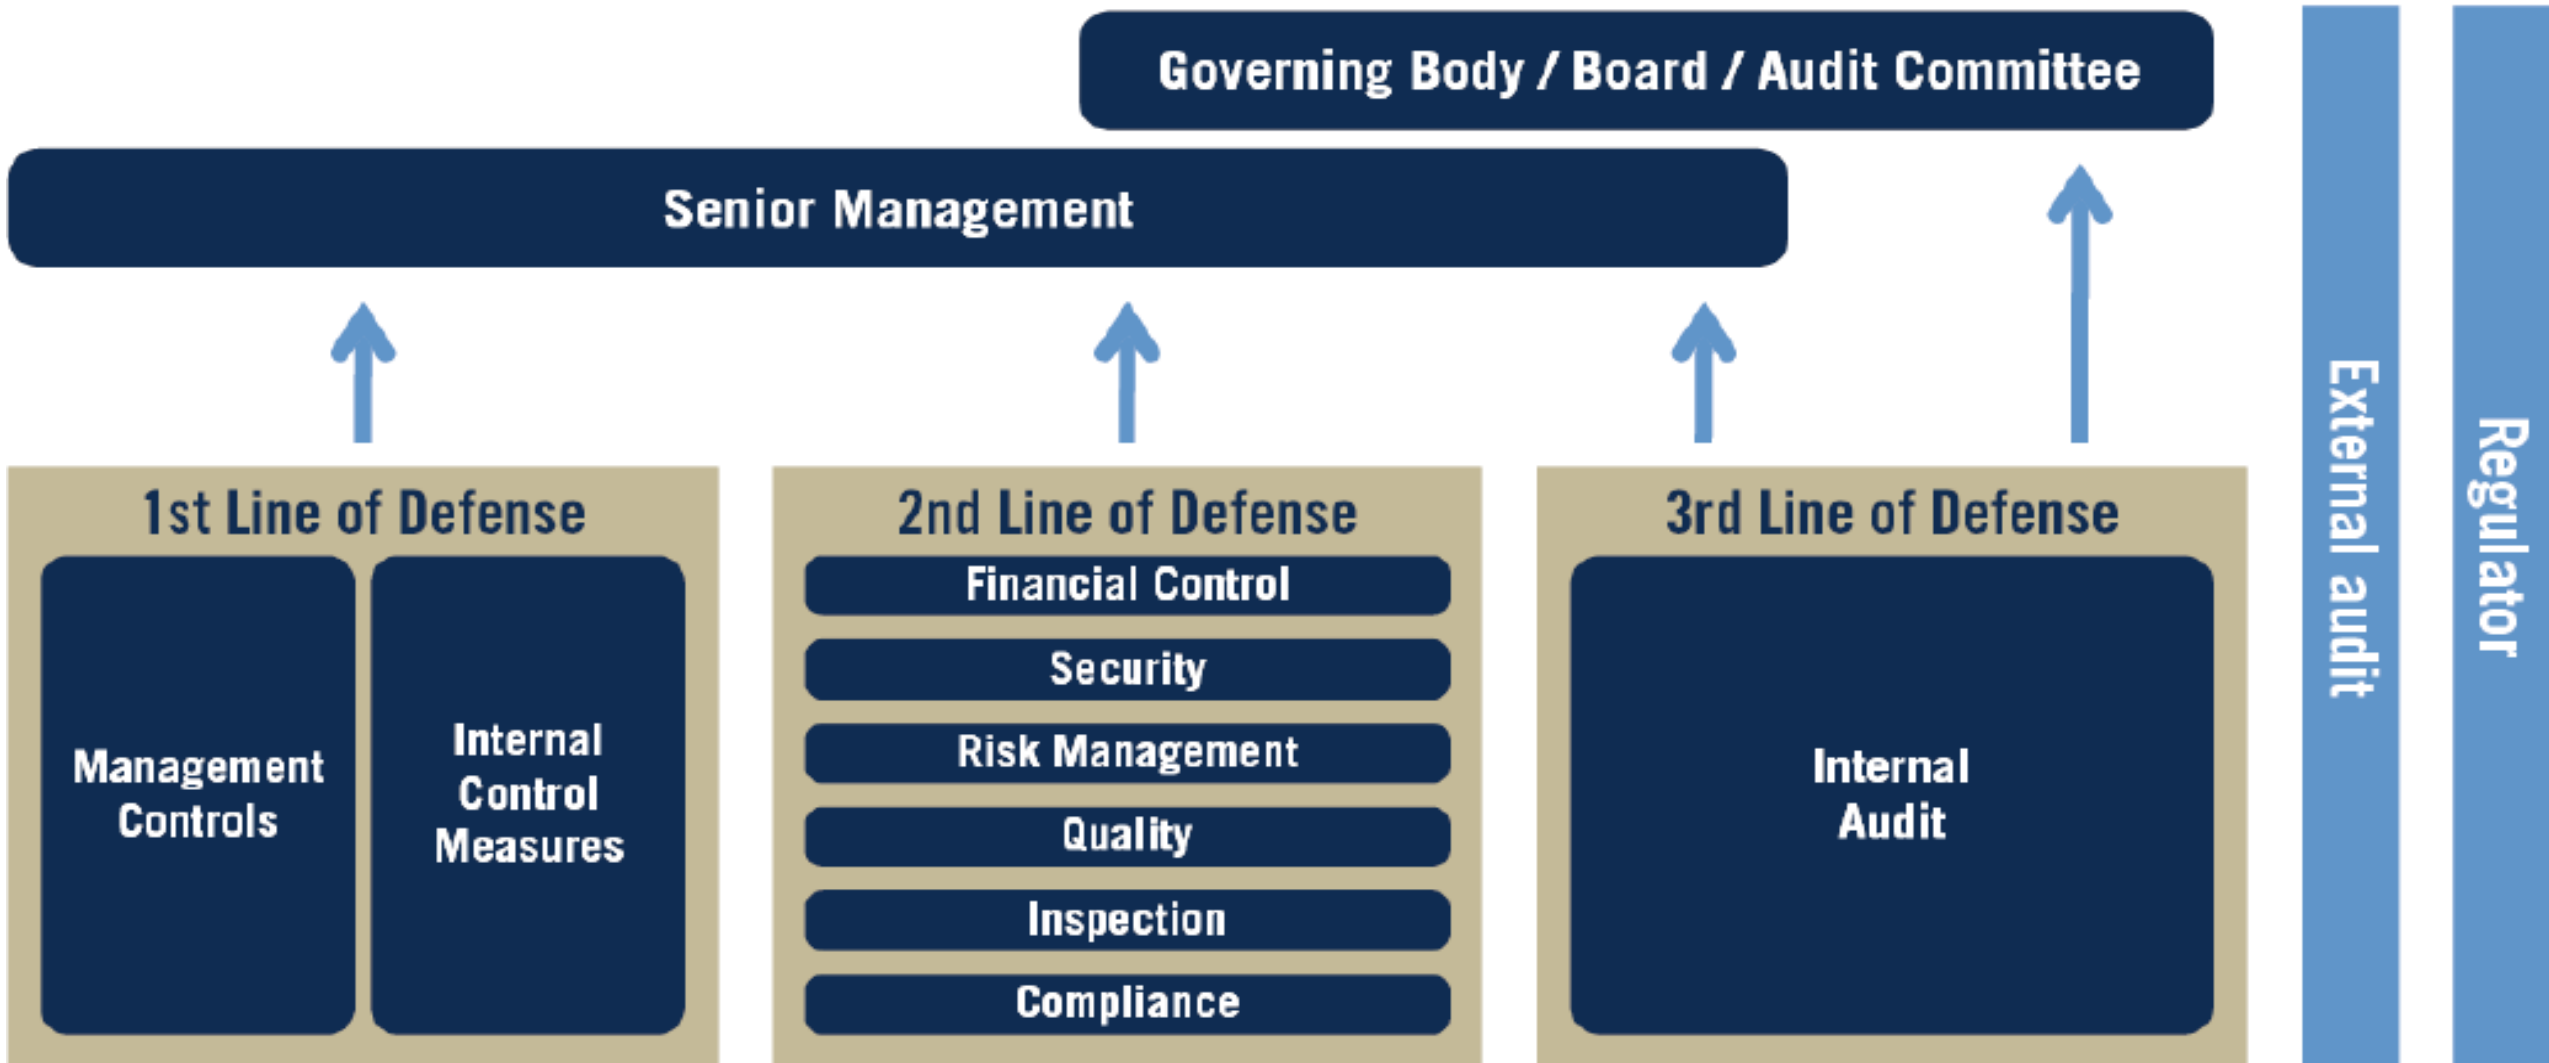 Governing Body / Board / Audit Committee
Senior Management
1st Line of Defense
Management
Controls
Internal
Control
Measures
2nd Line of Defense
Financial Control
Security
Risk Management
Quality
Inspection
Compliance
3rd Line of Defense
Internal
Audit
External audit
Regulator